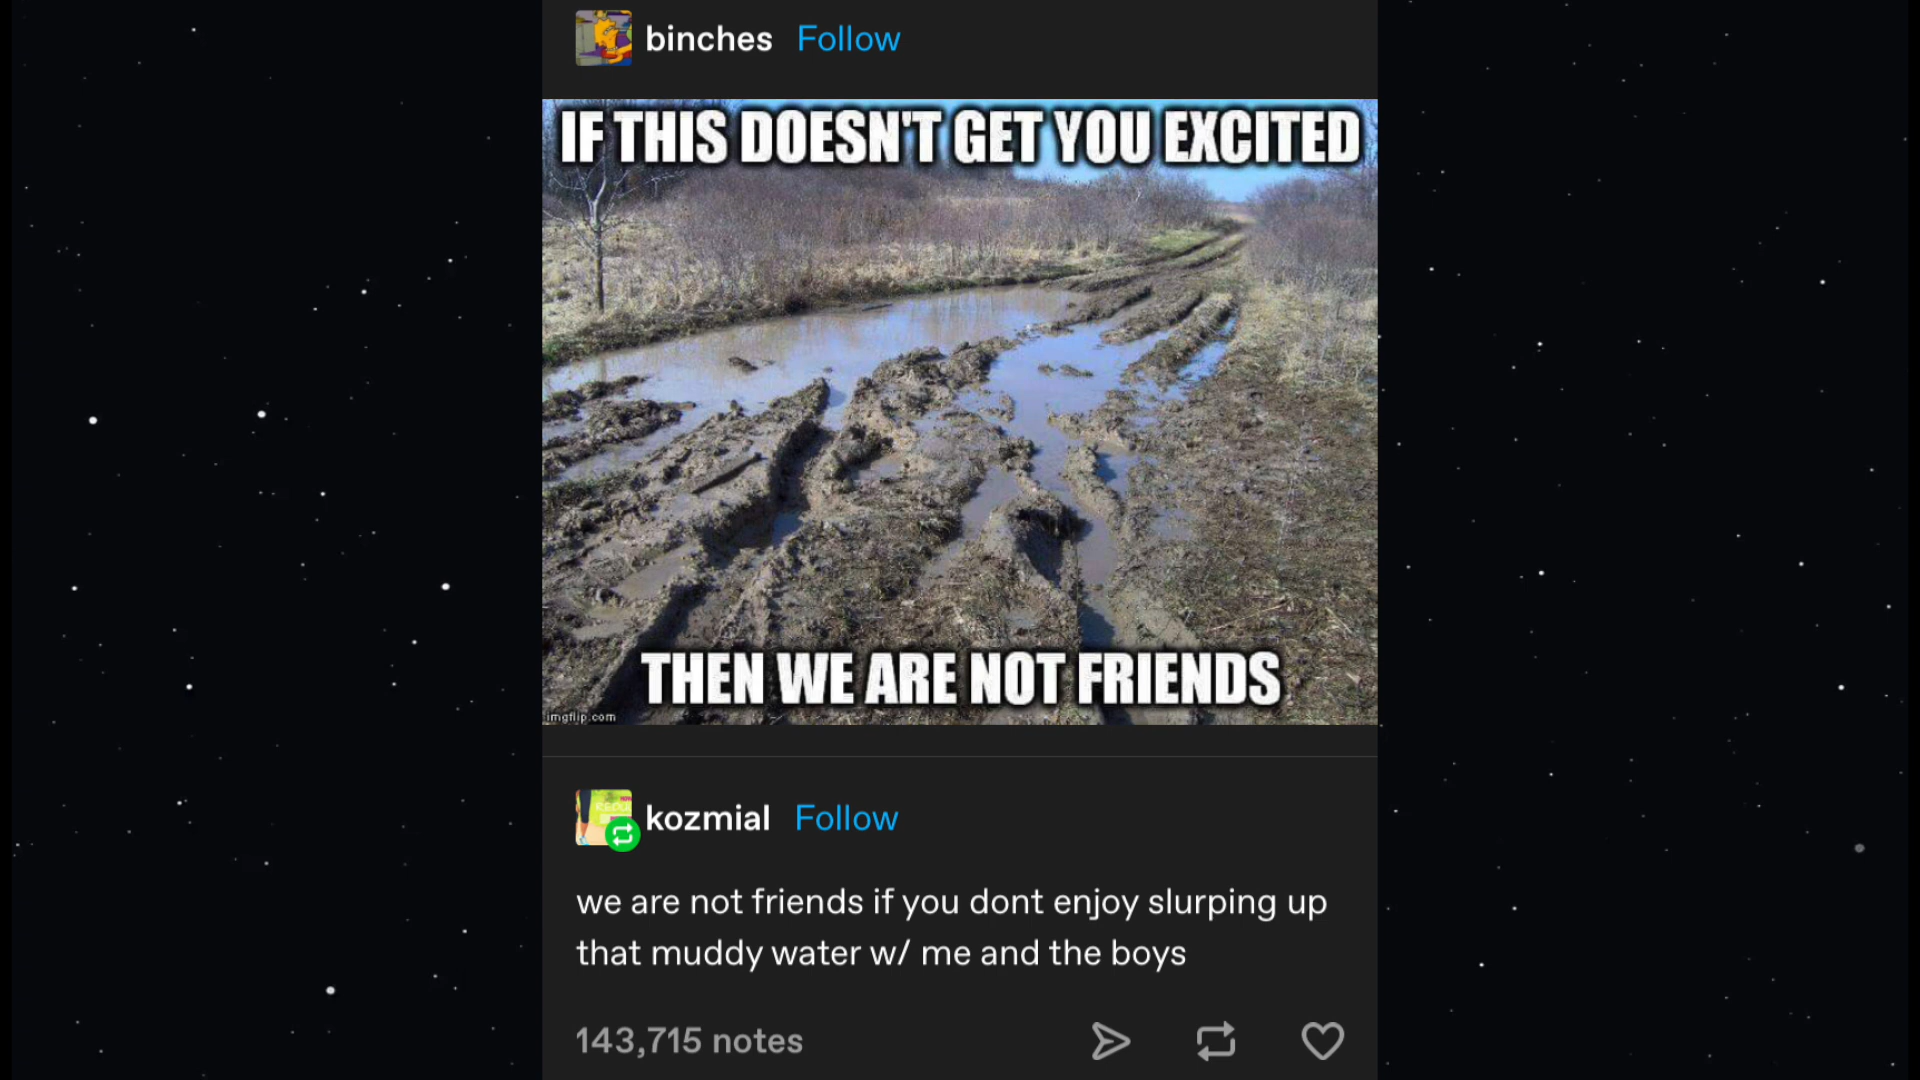 binches Follow
IF THIS DOESN'T GET YOU EXCITED
THEN WE ARE NOT FRIENDS
imgflip.com
kozmial Follow
we are not friends if you dont enjoy slurping up
that muddy water w/ me and the boys
143,715 notes